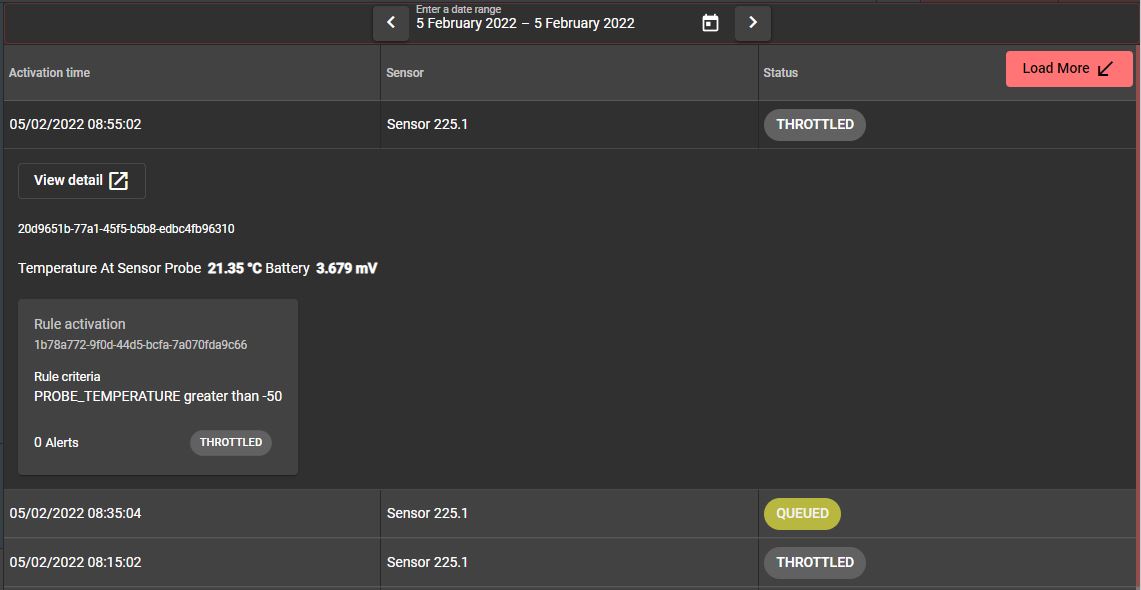 Enter a date range
5 February 2022 – 5 February 2022
Activation time Sensor Status Load More
05/02/2022 08:55:02 Sensor 225.1 THROTTLED
View detail
20d9651b-77a1-45f5-b5b8-edbc4fb96310
Temperature At Sensor Probe 21.35 °C Battery 3.679 mV
Rule activation
1b78a772-9f0d-44d5-bcfa-7a070fda9c66
Rule criteria
PROBE_TEMPERATURE greater than -50
0 Alerts THROTTLED
05/02/2022 08:35:04 Sensor 225.1 QUEUED
05/02/2022 08:15:02 Sensor 225.1 THROTTLED